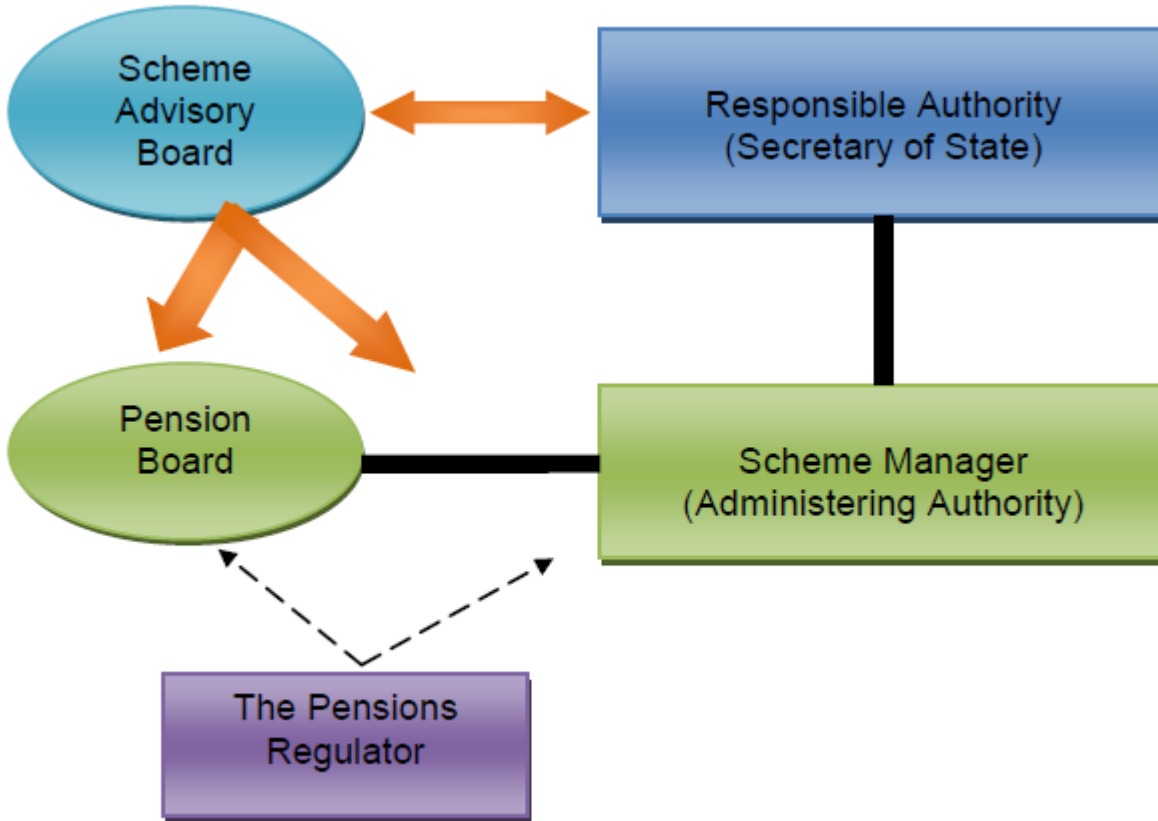 Scheme
Advisory
Board
Responsible Authority
(Secretary of State)
Pension
Board
Scheme Manager
(Administering Authority)
The Pensions
Regulator